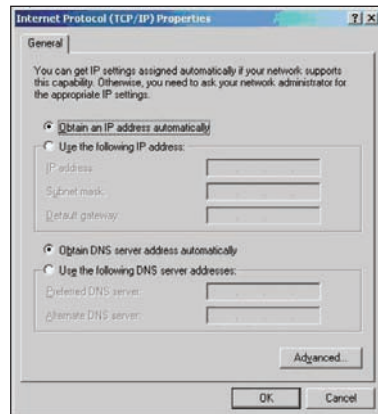 Internet Protocol (TCP/IP) Properties
General
You can get IP settings assigned automatically if your network supports
this capability. Otherwise, you need to ask your network administrator for
the appropriate IP settings.
Obtain an IP address automatically
Use the following IP address:
IP address:
Subnet mask:
Default gateway:
Obtain DNS server address automatically
Use the following DNS server addresses:
Preferred DNS server:
Alternate DNS server:
Advanced...
OK
Cancel